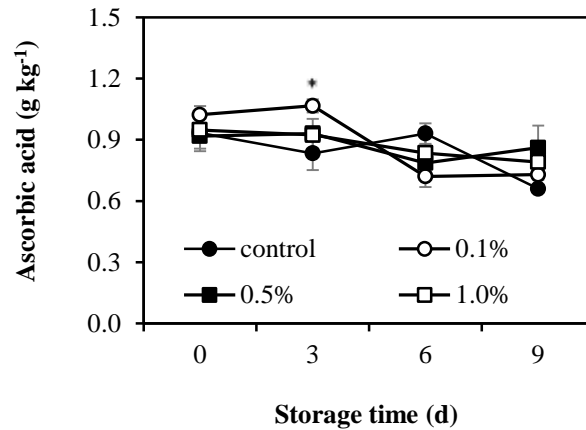 1.5
1.2
0.9
0.6
0.3
0.0
Ascorbic acid (g kg⁻¹)
*
control
0.1%
0.5%
1.0%
0 3 6 9
Storage time (d)